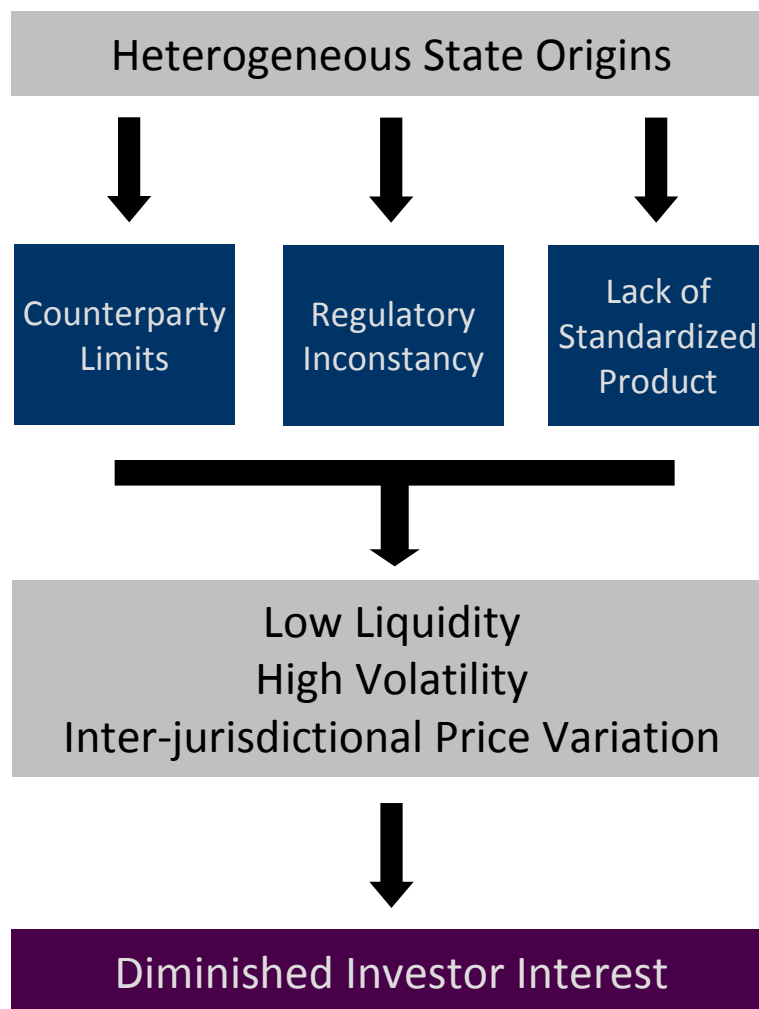 Heterogeneous State Origins
Counterparty
Limits
Regulatory
Inconstancy
Lack of
Standardized
Product
Low Liquidity
High Volatility
Inter-jurisdictional Price Variation
Diminished Investor Interest